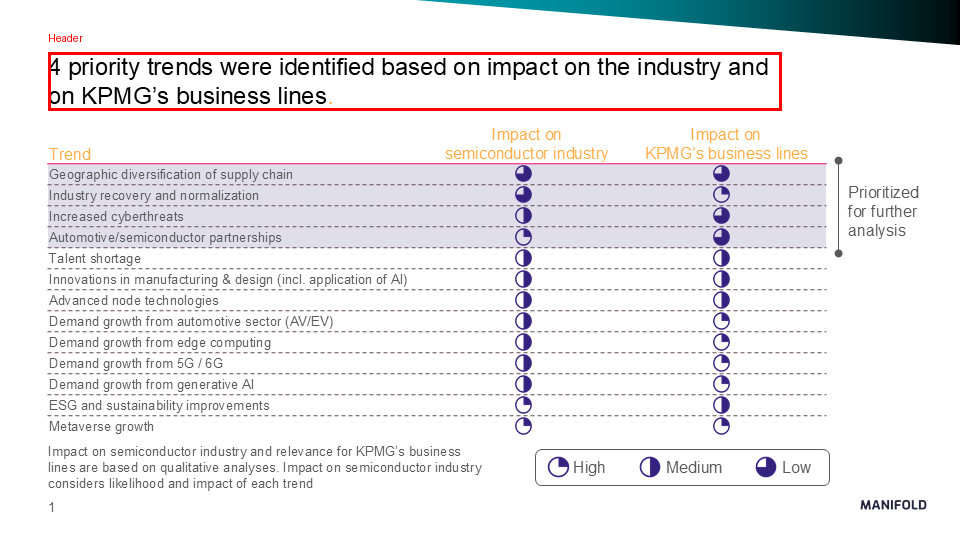 Header
4 priority trends were identified based on impact on the industry and
on KPMG’s business lines.
Trend
Impact on
semiconductor industry
Impact on
KPMG’s business lines
Geographic diversification of supply chain
Industry recovery and normalization
Increased cyberthreats
Automotive/semiconductor partnerships
Talent shortage
Innovations in manufacturing & design (incl. application of AI)
Advanced node technologies
Demand growth from automotive sector (AV/EV)
Demand growth from edge computing
Demand growth from 5G / 6G
Demand growth from generative AI
ESG and sustainability improvements
Metaverse growth
Prioritized
for further
analysis
Impact on semiconductor industry and relevance for KPMG’s business
lines are based on qualitative analyses. Impact on semiconductor industry
considers likelihood and impact of each trend
High Medium Low
1
MANIFOLD